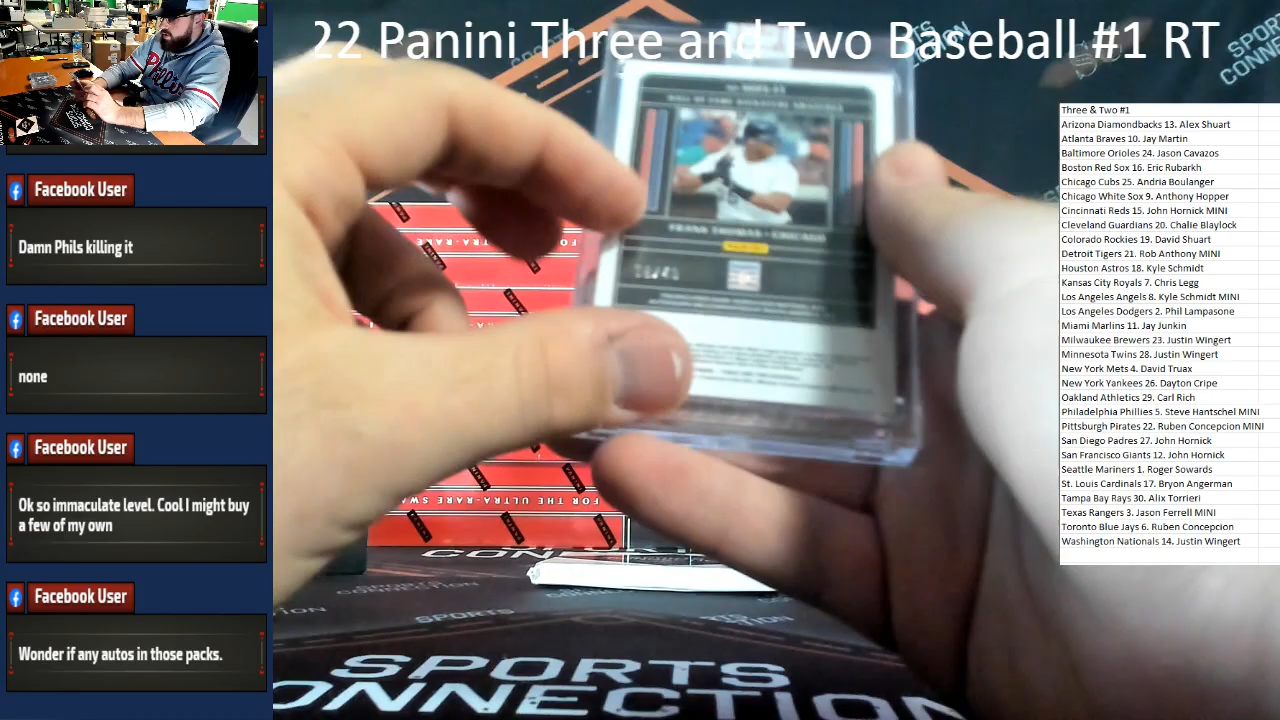 22 Panini Three and Two Baseball #1 RT
Facebook User
Damn Phils killing it
Facebook User
none
Facebook User
Ok so immaculate level. Cool I might buy
a few of my own
Facebook User
Wonder if any autos in those packs.
Phillies
FRANK THOMAS - CHICAGO
FOR THE ULTRA-RARE SWA
SPORTS
CONNECTION
SPORTS
CONNECTION
Three & Two #1
Arizona Diamondbacks 13. Alex Shuart
Atlanta Braves 10. Jay Martin
Baltimore Orioles 24. Jason Cavazos
Boston Red Sox 16. Eric Rubarkh
Chicago Cubs 25. Andria Boulanger
Chicago White Sox 9. Anthony Hopper
Cincinnati Reds 15. John Hornick MINI
Cleveland Guardians 20. Chalie Blaylock
Colorado Rockies 19. David Shuart
Detroit Tigers 21. Rob Anthony MINI
Houston Astros 18. Kyle Schmidt
Kansas City Royals 7. Chris Legg
Los Angeles Angels 8. Kyle Schmidt MINI
Los Angeles Dodgers 2. Phil Lampasone
Miami Marlins 11. Jay Junkin
Milwaukee Brewers 23. Justin Wingert
Minnesota Twins 28. Justin Wingert
New York Mets 4. David Truax
New York Yankees 26. Dayton Cripe
Oakland Athletics 29. Carl Rich
Philadelphia Phillies 5. Steve Hantschel MINI
Pittsburgh Pirates 22. Ruben Concepcion MINI
San Diego Padres 27. John Hornick
San Francisco Giants 12. John Hornick
Seattle Mariners 1. Roger Sowards
St. Louis Cardinals 17. Bryon Angerman
Tampa Bay Rays 30. Alix Torrieri
Texas Rangers 3. Jason Ferrell MINI
Toronto Blue Jays 6. Ruben Concepcion
Washington Nationals 14. Justin Wingert